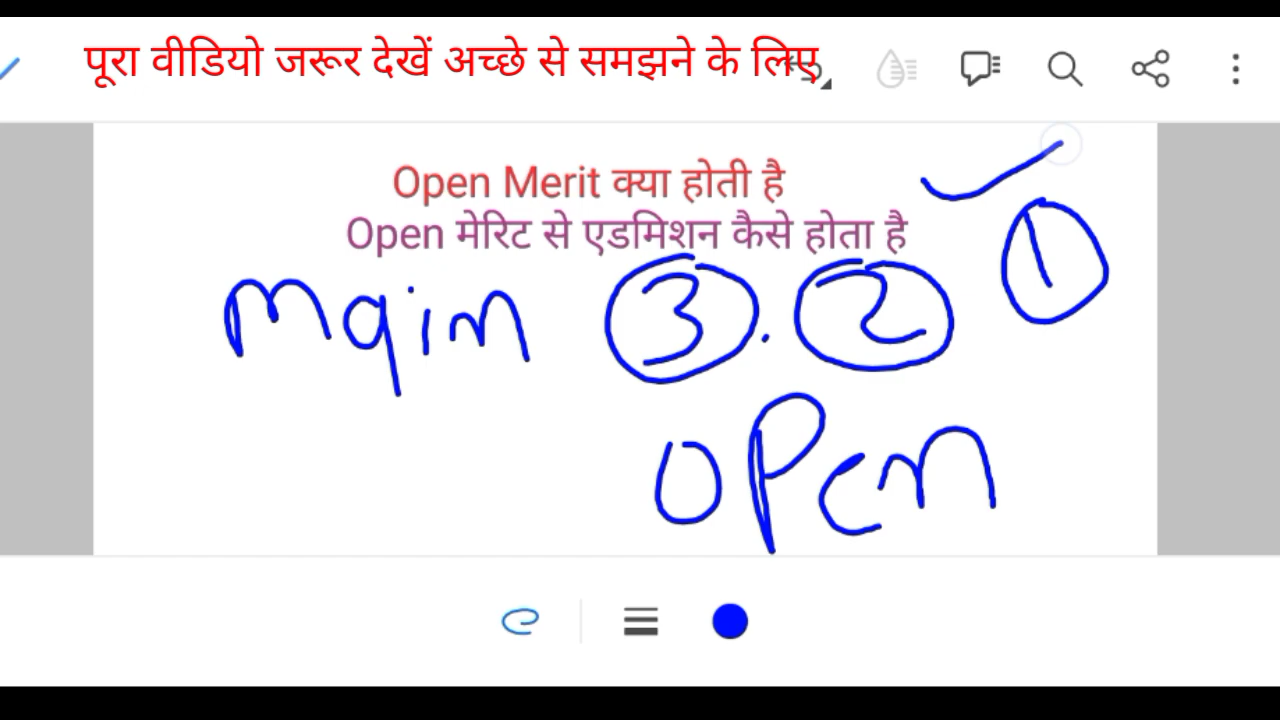 पूरा वीडियो जरूर देखें अच्छे से समझने के लिए
Open Merit क्या होती है
Open मेरिट से एडमिशन कैसे होता है
1
main 3. 2
open